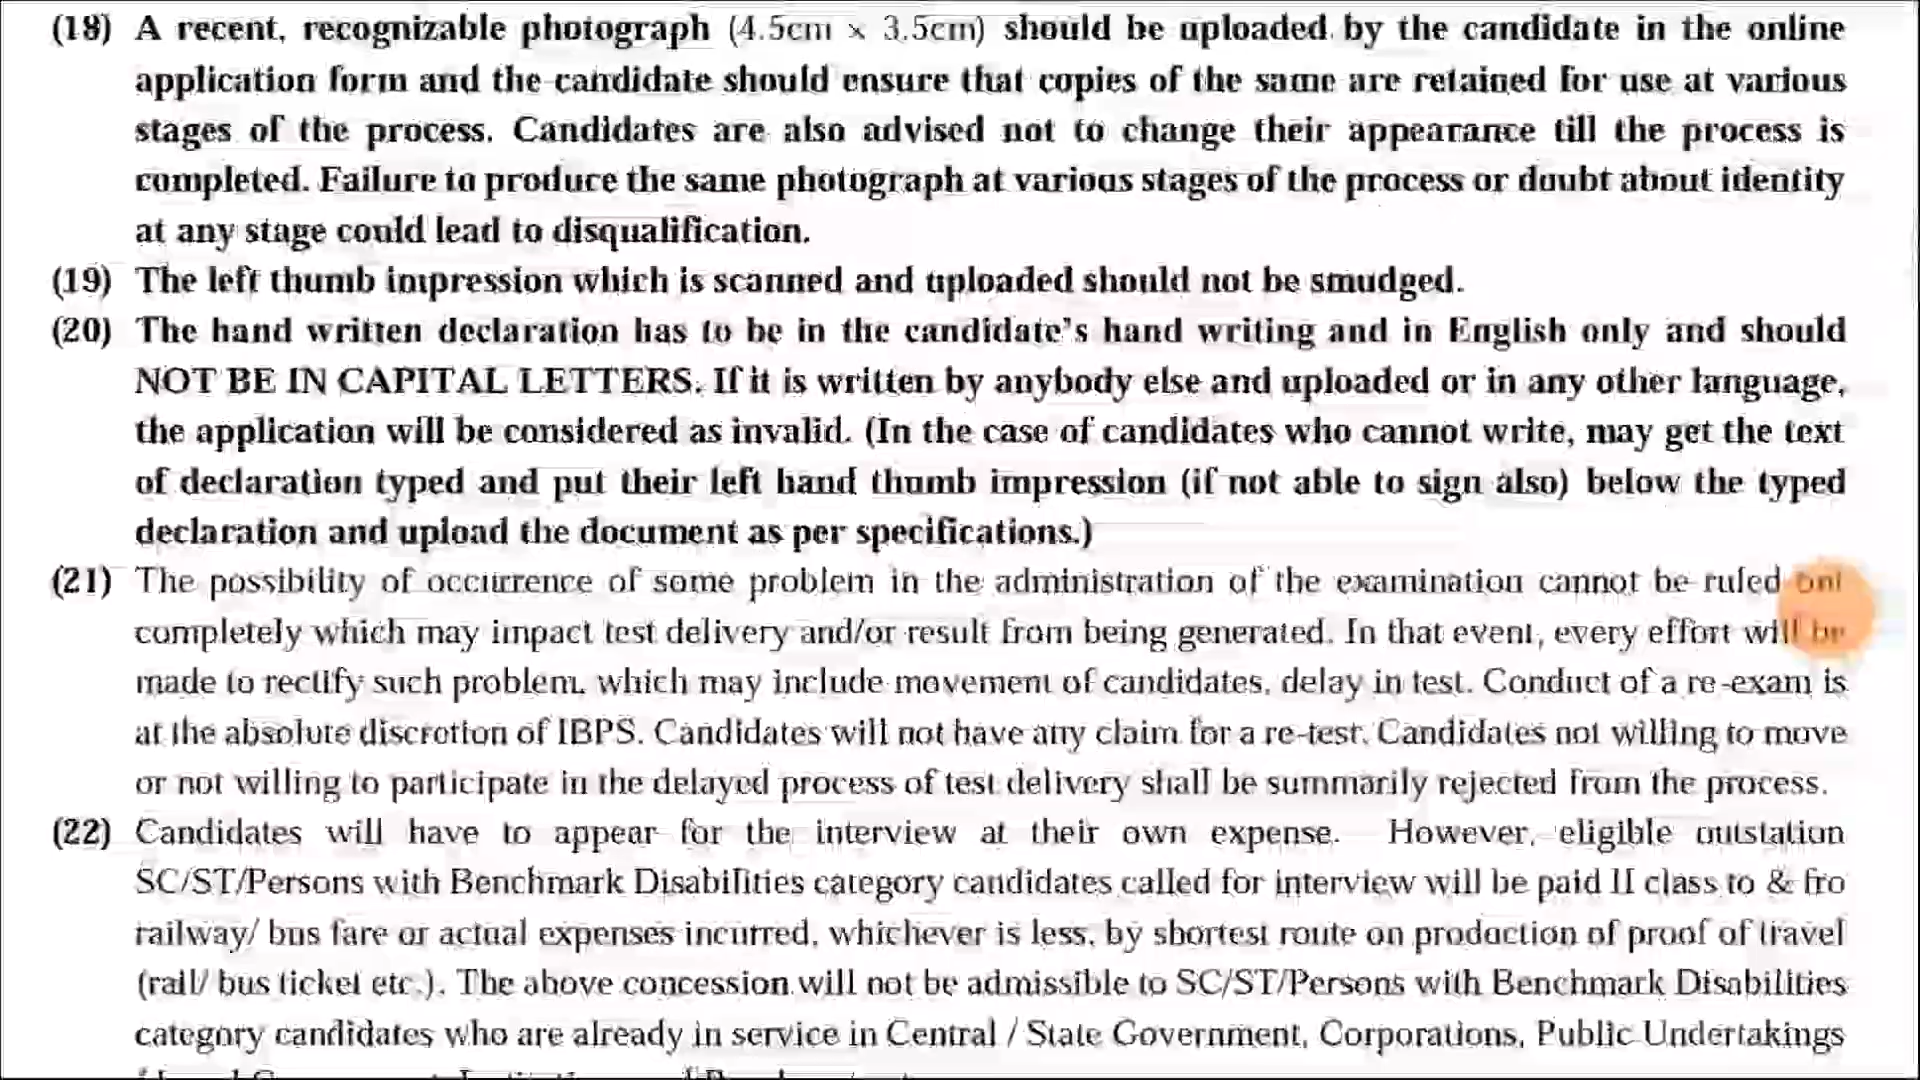 (18) A recent, recognizable photograph (4.5cm × 3.5cm) should be uploaded by the candidate in the online
application form and the candidate should ensure that copies of the same are retained for use at various
stages of the process. Candidates are also advised not to change their appearance till the process is
completed. Failure to produce the same photograph at various stages of the process or doubt about identity
at any stage could lead to disqualification.
(19) The left thumb impression which is scanned and uploaded should not be smudged.
(20) The hand written declaration has to be in the candidate's hand writing and in English only and should
NOT BE IN CAPITAL LETTERS. If it is written by anybody else and uploaded or in any other language,
the application will be considered as invalid. (In the case of candidates who cannot write, may get the text
of declaration typed and put their left hand thumb impression (if not able to sign also) below the typed
declaration and upload the document as per specifications.)
(21) The possibility of occurrence of some problem in the administration of the examination cannot be ruled out
completely which may impact test delivery and/or result from being generated. In that event, every effort will be
made to rectify such problem, which may include movement of candidates, delay in test. Conduct of a re-exam is
at the absolute discretion of IBPS. Candidates will not have any claim for a re-test. Candidates not willing to move
or not willing to participate in the delayed process of test delivery shall be summarily rejected from the process.
(22) Candidates will have to appear for the interview at their own expense. However, eligible outstation
SC/ST/Persons with Benchmark Disabilities category candidates called for interview will be paid II class to & fro
railway/ bus fare or actual expenses incurred, whichever is less, by shortest route on production of proof of travel
(rail/ bus ticket etc.). The above concession will not be admissible to SC/ST/Persons with Benchmark Disabilities
category candidates who are already in service in Central / State Government, Corporations, Public Undertakings